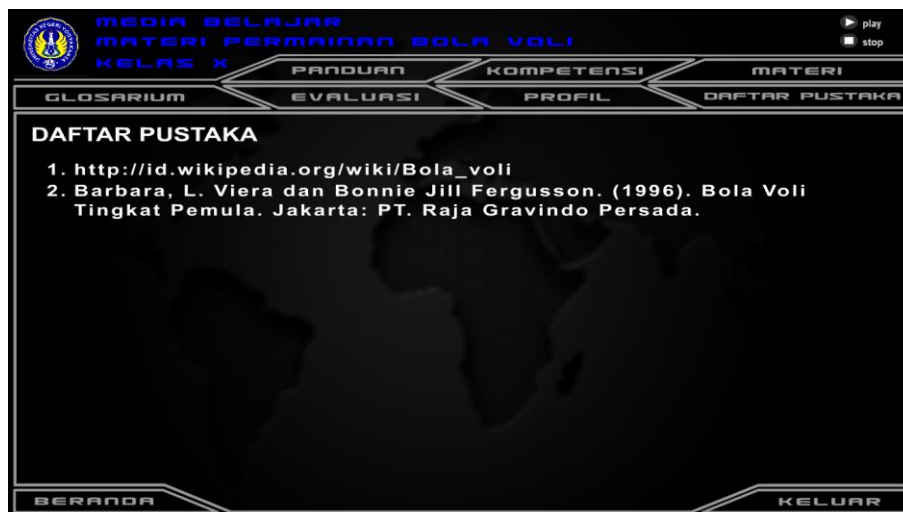 MEDIA BELAJAR
MATERI PERMAINAN BOLA VOLI
KELAS X
play
stop
PANDUAN
KOMPETENSI
MATERI
GLOSARIUM
EVALUASI
PROFIL
DAFTAR PUSTAKA
DAFTAR PUSTAKA
1. http://id.wikipedia.org/wiki/Bola_voli
2. Barbara, L. Viera dan Bonnie Jill Fergusson. (1996). Bola Voli
Tingkat Pemula. Jakarta: PT. Raja Gravindo Persada.
BERANDA
KELUAR